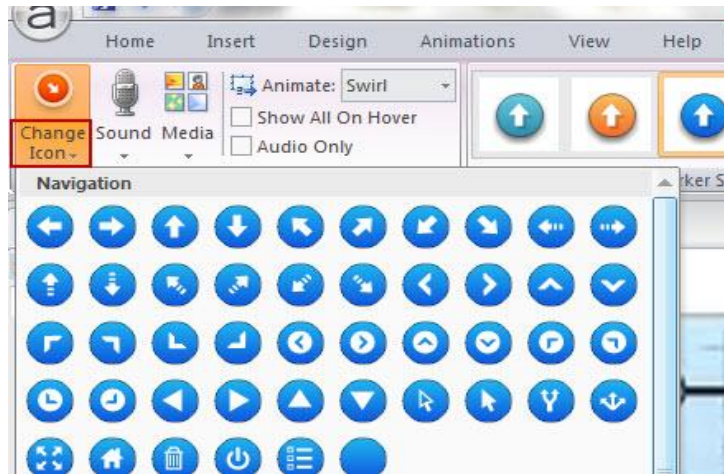 a
Home Insert Design Animations View Help
Animate: Swirl
Show All On Hover
Audio Only
Change Icon
Sound
Media
rker S
Navigation